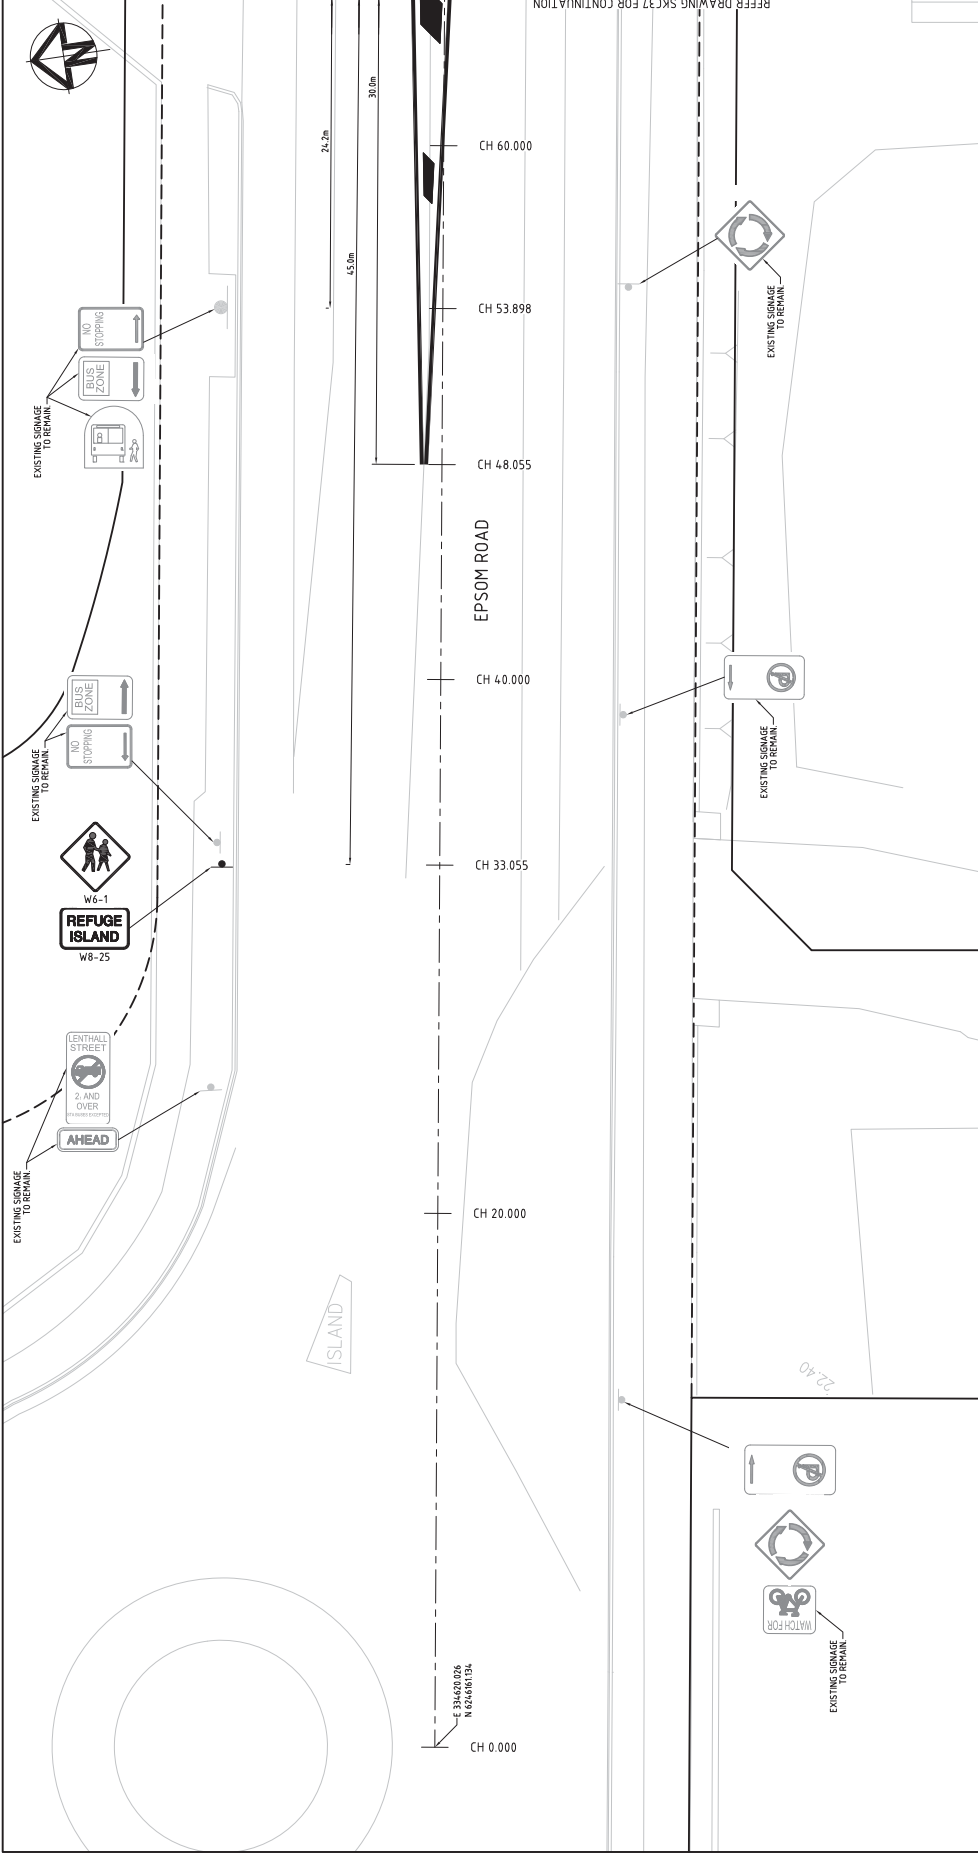 REFER DRAWING SKC37 FOR CONTINUATION
N
30.0m
24.2m
45.0m
CH 60.000
CH 53.898
CH 48.055
EPSOM ROAD
CH 40.000
CH 33.055
CH 20.000
CH 0.000
E 334620.026
N 6246161.134
NO
STOPPING
BUS
ZONE
EXISTING SIGNAGE
TO REMAIN.
EXISTING SIGNAGE
TO REMAIN.
BUS
ZONE
NO
STOPPING
EXISTING SIGNAGE
TO REMAIN.
W6-1
REFUGE
ISLAND
W8-25
EXISTING SIGNAGE
TO REMAIN.
LENTHALL
STREET
2t AND
OVER
STA BUSES EXCEPTED
AHEAD
EXISTING SIGNAGE
TO REMAIN.
ISLAND
22.40
P
P
WATCH FOR
EXISTING SIGNAGE
TO REMAIN.